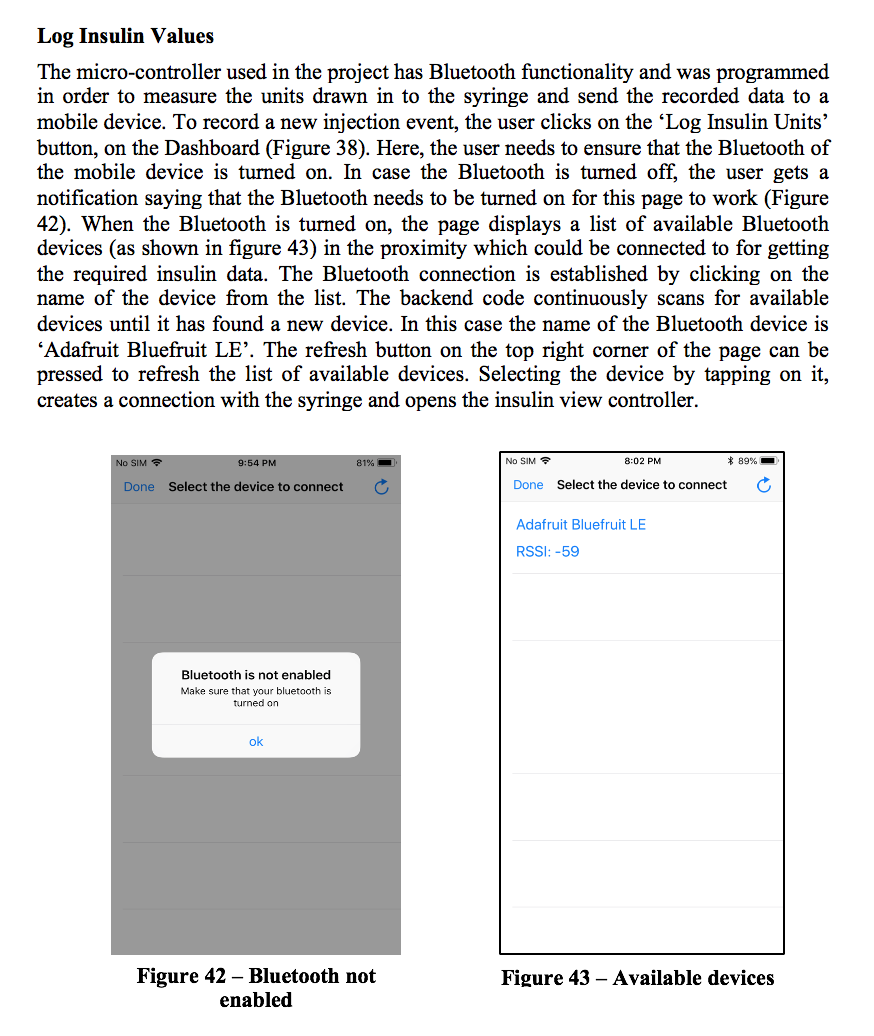 Log Insulin Values
The micro-controller used in the project has Bluetooth functionality and was programmed
in order to measure the units drawn in to the syringe and send the recorded data to a
mobile device. To record a new injection event, the user clicks on the ‘Log Insulin Units’
button, on the Dashboard (Figure 38). Here, the user needs to ensure that the Bluetooth of
the mobile device is turned on. In case the Bluetooth is turned off, the user gets a
notification saying that the Bluetooth needs to be turned on for this page to work (Figure
42). When the Bluetooth is turned on, the page displays a list of available Bluetooth
devices (as shown in figure 43) in the proximity which could be connected to for getting
the required insulin data. The Bluetooth connection is established by clicking on the
name of the device from the list. The backend code continuously scans for available
devices until it has found a new device. In this case the name of the Bluetooth device is
‘Adafruit Bluefruit LE’. The refresh button on the top right corner of the page can be
pressed to refresh the list of available devices. Selecting the device by tapping on it,
creates a connection with the syringe and opens the insulin view controller.
No SIM 9:54 PM 81%
Done Select the device to connect
Bluetooth is not enabled
Make sure that your bluetooth is
turned on
ok
Figure 42 – Bluetooth not
enabled
No SIM 8:02 PM 89%
Done Select the device to connect
Adafruit Bluefruit LE
RSSI: -59
Figure 43 – Available devices